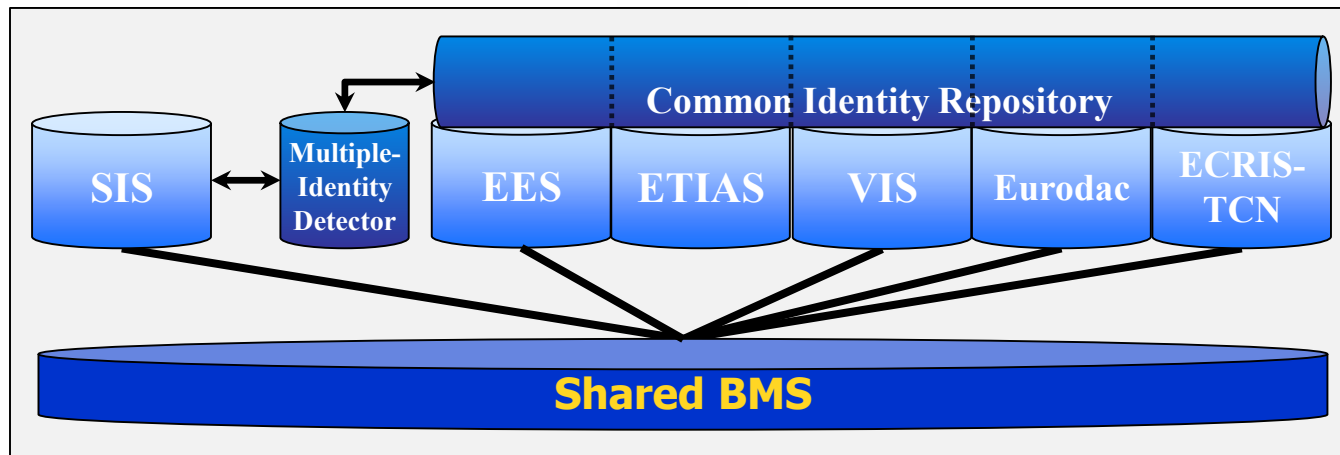 Common Identity Repository
SIS
Multiple-
Identity
Detector
EES
ETIAS
VIS
Eurodac
ECRIS-
TCN
Shared BMS